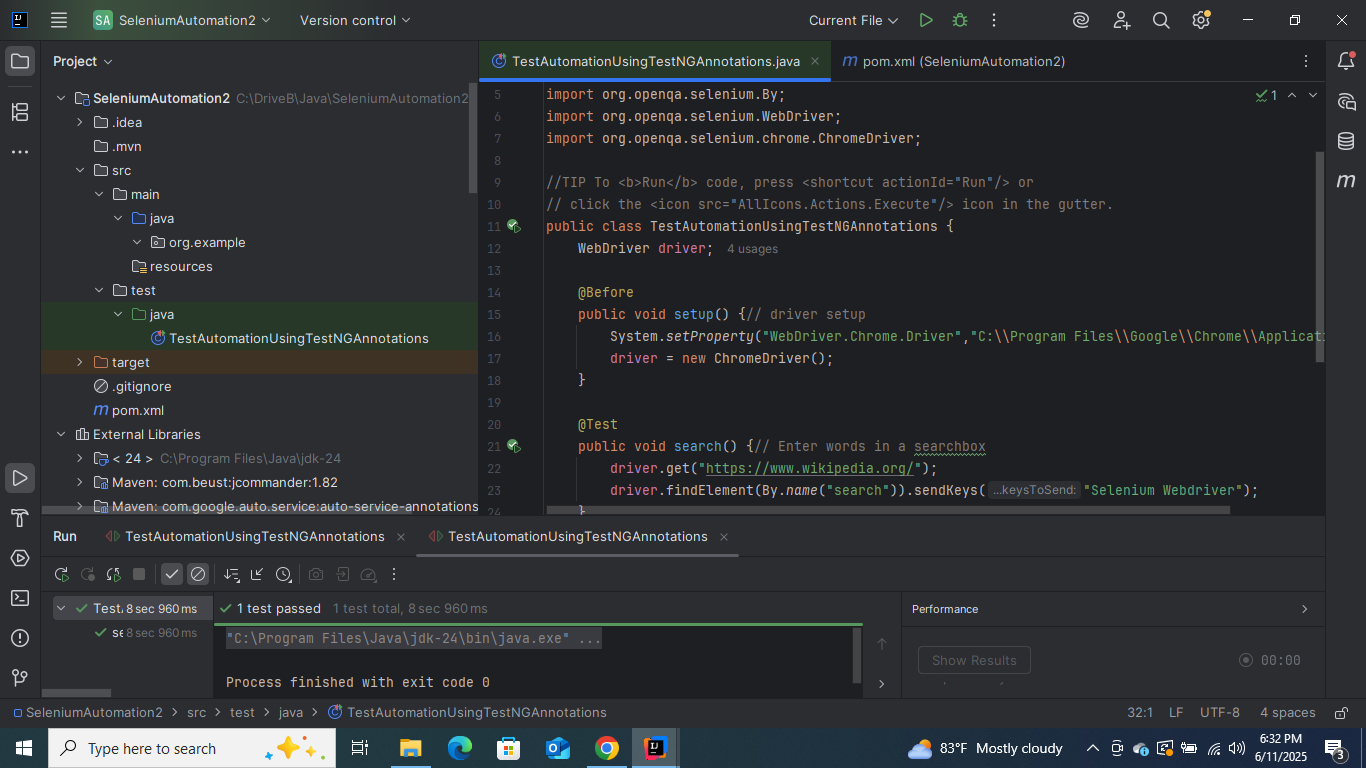 SA SeleniumAutomation2 Version control Current File
Project
TestAutomationUsingTestNGAnnotations.java
m pom.xml (SeleniumAutomation2)
SeleniumAutomation2 C:\DriveB\Java\SeleniumAutomation2
.idea
.mvn
src
main
java
org.example
resources
test
java
TestAutomationUsingTestNGAnnotations
target
.gitignore
m pom.xml
External Libraries
< 24 > C:\Program Files\Java\jdk-24
Maven: com.beust:jcommander:1.82
Maven: com.google.auto.service:auto-service-annotations
1
5 import org.openqa.selenium.By;
6 import org.openqa.selenium.WebDriver;
7 import org.openqa.selenium.chrome.ChromeDriver;
8
9 //TIP To <b>Run</b> code, press <shortcut actionId="Run"/> or
10 // click the <icon src="AllIcons.Actions.Execute"/> icon in the gutter.
11 public class TestAutomationUsingTestNGAnnotations {
12 WebDriver driver; 4 usages
13
14 @Before
15 public void setup() {// driver setup
16 System.setProperty("WebDriver.Chrome.Driver","C:\\Program Files\\Google\\Chrome\\Applicati
17 driver = new ChromeDriver();
18 }
19
20 @Test
21 public void search() {// Enter words in a searchbox
22 driver.get("https://www.wikipedia.org/");
23 driver.findElement(By.name("search")).sendKeys( ...keysToSend: "Selenium Webdriver");
24 }
Run TestAutomationUsingTestNGAnnotations TestAutomationUsingTestNGAnnotations
Test 8 sec 960 ms
se 8 sec 960 ms
1 test passed 1 test total, 8 sec 960 ms
"C:\Program Files\Java\jdk-24\bin\java.exe" ...
Process finished with exit code 0
Performance
Show Results 00:00
SeleniumAutomation2 > src > test > java > TestAutomationUsingTestNGAnnotations
32:1 LF UTF-8 4 spaces
Type here to search
83°F Mostly cloudy
6:32 PM
6/11/2025
3